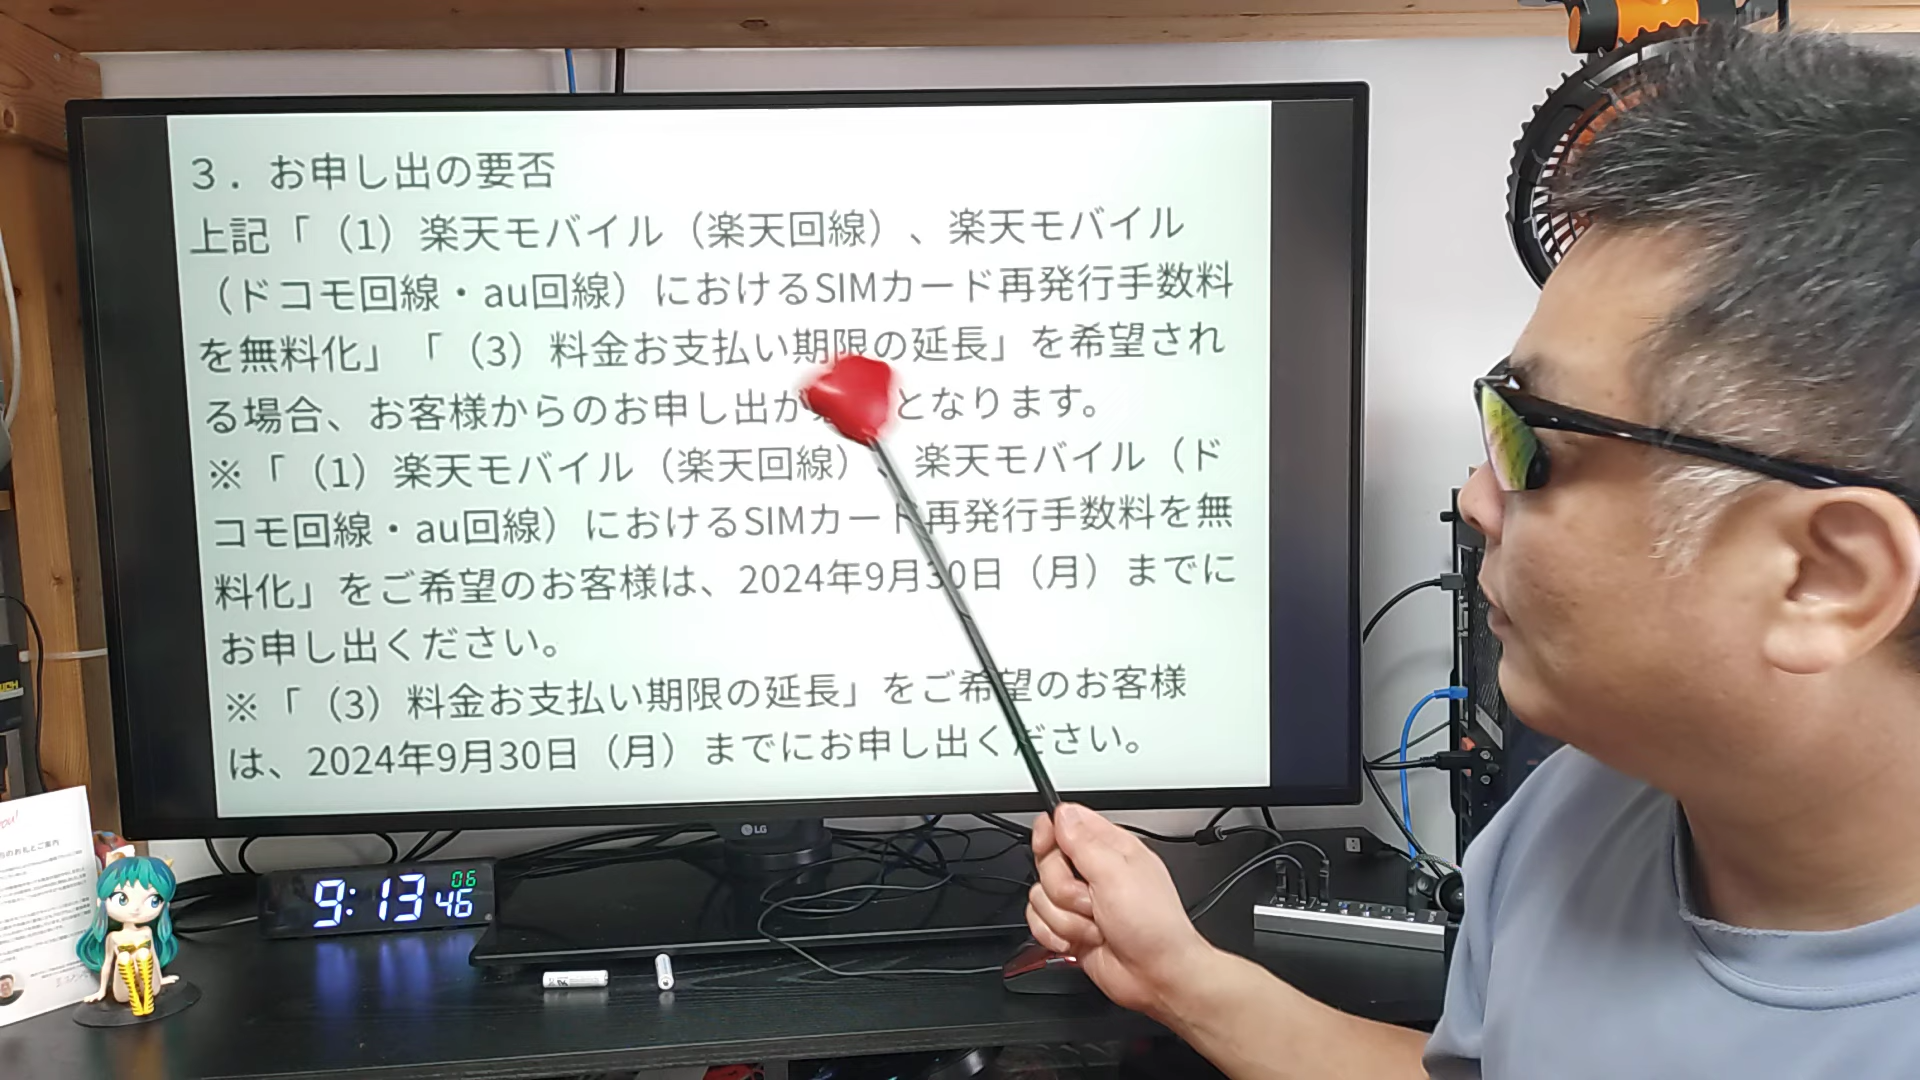 ３．お申し出の要否
上記「（1）楽天モバイル（楽天回線）、楽天モバイル
（ドコモ回線・au回線）におけるSIMカード再発行手数料
を無料化」「（3）料金お支払い期限の延長」を希望され
る場合、お客様からのお申し出が となります。
※「（1）楽天モバイル（楽天回線）、楽天モバイル（ド
コモ回線・au回線）におけるSIMカード再発行手数料を無
料化」をご希望のお客様は、2024年9月30日（月）までに
お申し出ください。
※「（3）料金お支払い期限の延長」をご希望のお客様
は、2024年9月30日（月）までにお申し出ください。
LG
9:13 46 06